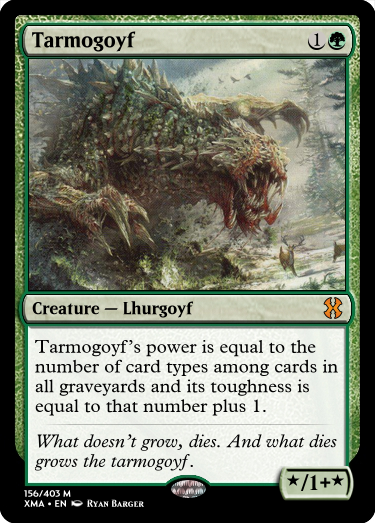 Tarmogoyf 1
Creature — Lhurgoyf
Tarmogoyf's power is equal to the
number of card types among cards in
all graveyards and its toughness is
equal to that number plus 1.
What doesn't grow, dies. And what dies
grows the tarmogoyf.
★/1+★
156/403 M
XMA • EN Ryan Barger